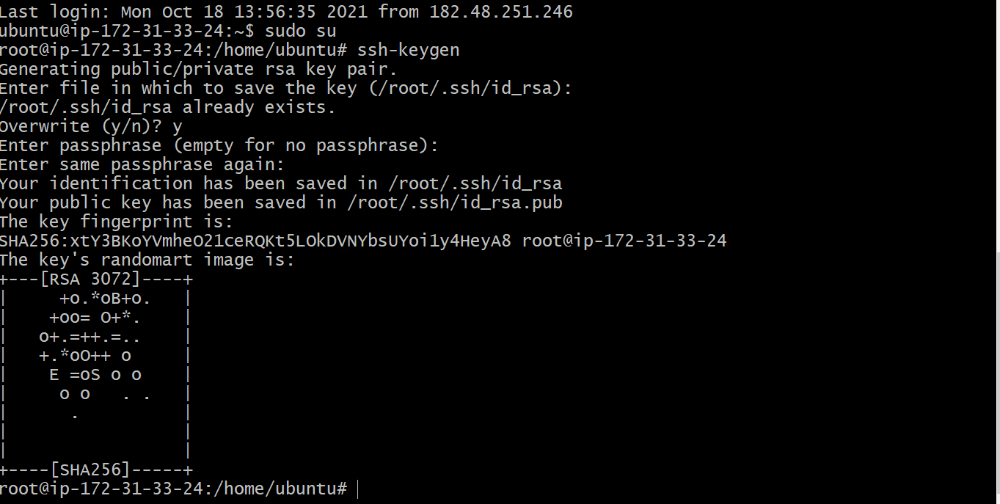 Last login: Mon Oct 18 13:56:35 2021 from 182.48.251.246
ubuntu@ip-172-31-33-24:~$ sudo su
root@ip-172-31-33-24:/home/ubuntu# ssh-keygen
Generating public/private rsa key pair.
Enter file in which to save the key (/root/.ssh/id_rsa):
/root/.ssh/id_rsa already exists.
Overwrite (y/n)? y
Enter passphrase (empty for no passphrase):
Enter same passphrase again:
Your identification has been saved in /root/.ssh/id_rsa
Your public key has been saved in /root/.ssh/id_rsa.pub
The key fingerprint is:
SHA256:xtY3BKoYVmheO21ceRQKt5LOkDVNYbsUYoi1y4HeyA8 root@ip-172-31-33-24
The key's randomart image is:
+---[RSA 3072]----+
|     +o.*oB+o.   |
|    +oo= O+*.    |
|   o+.=++.=..    |
|   +.*oO++ o     |
|    E =oS o o    |
|     o o   . .   |
|      .          |
|                 |
|                 |
+----[SHA256]-----+
root@ip-172-31-33-24:/home/ubuntu#